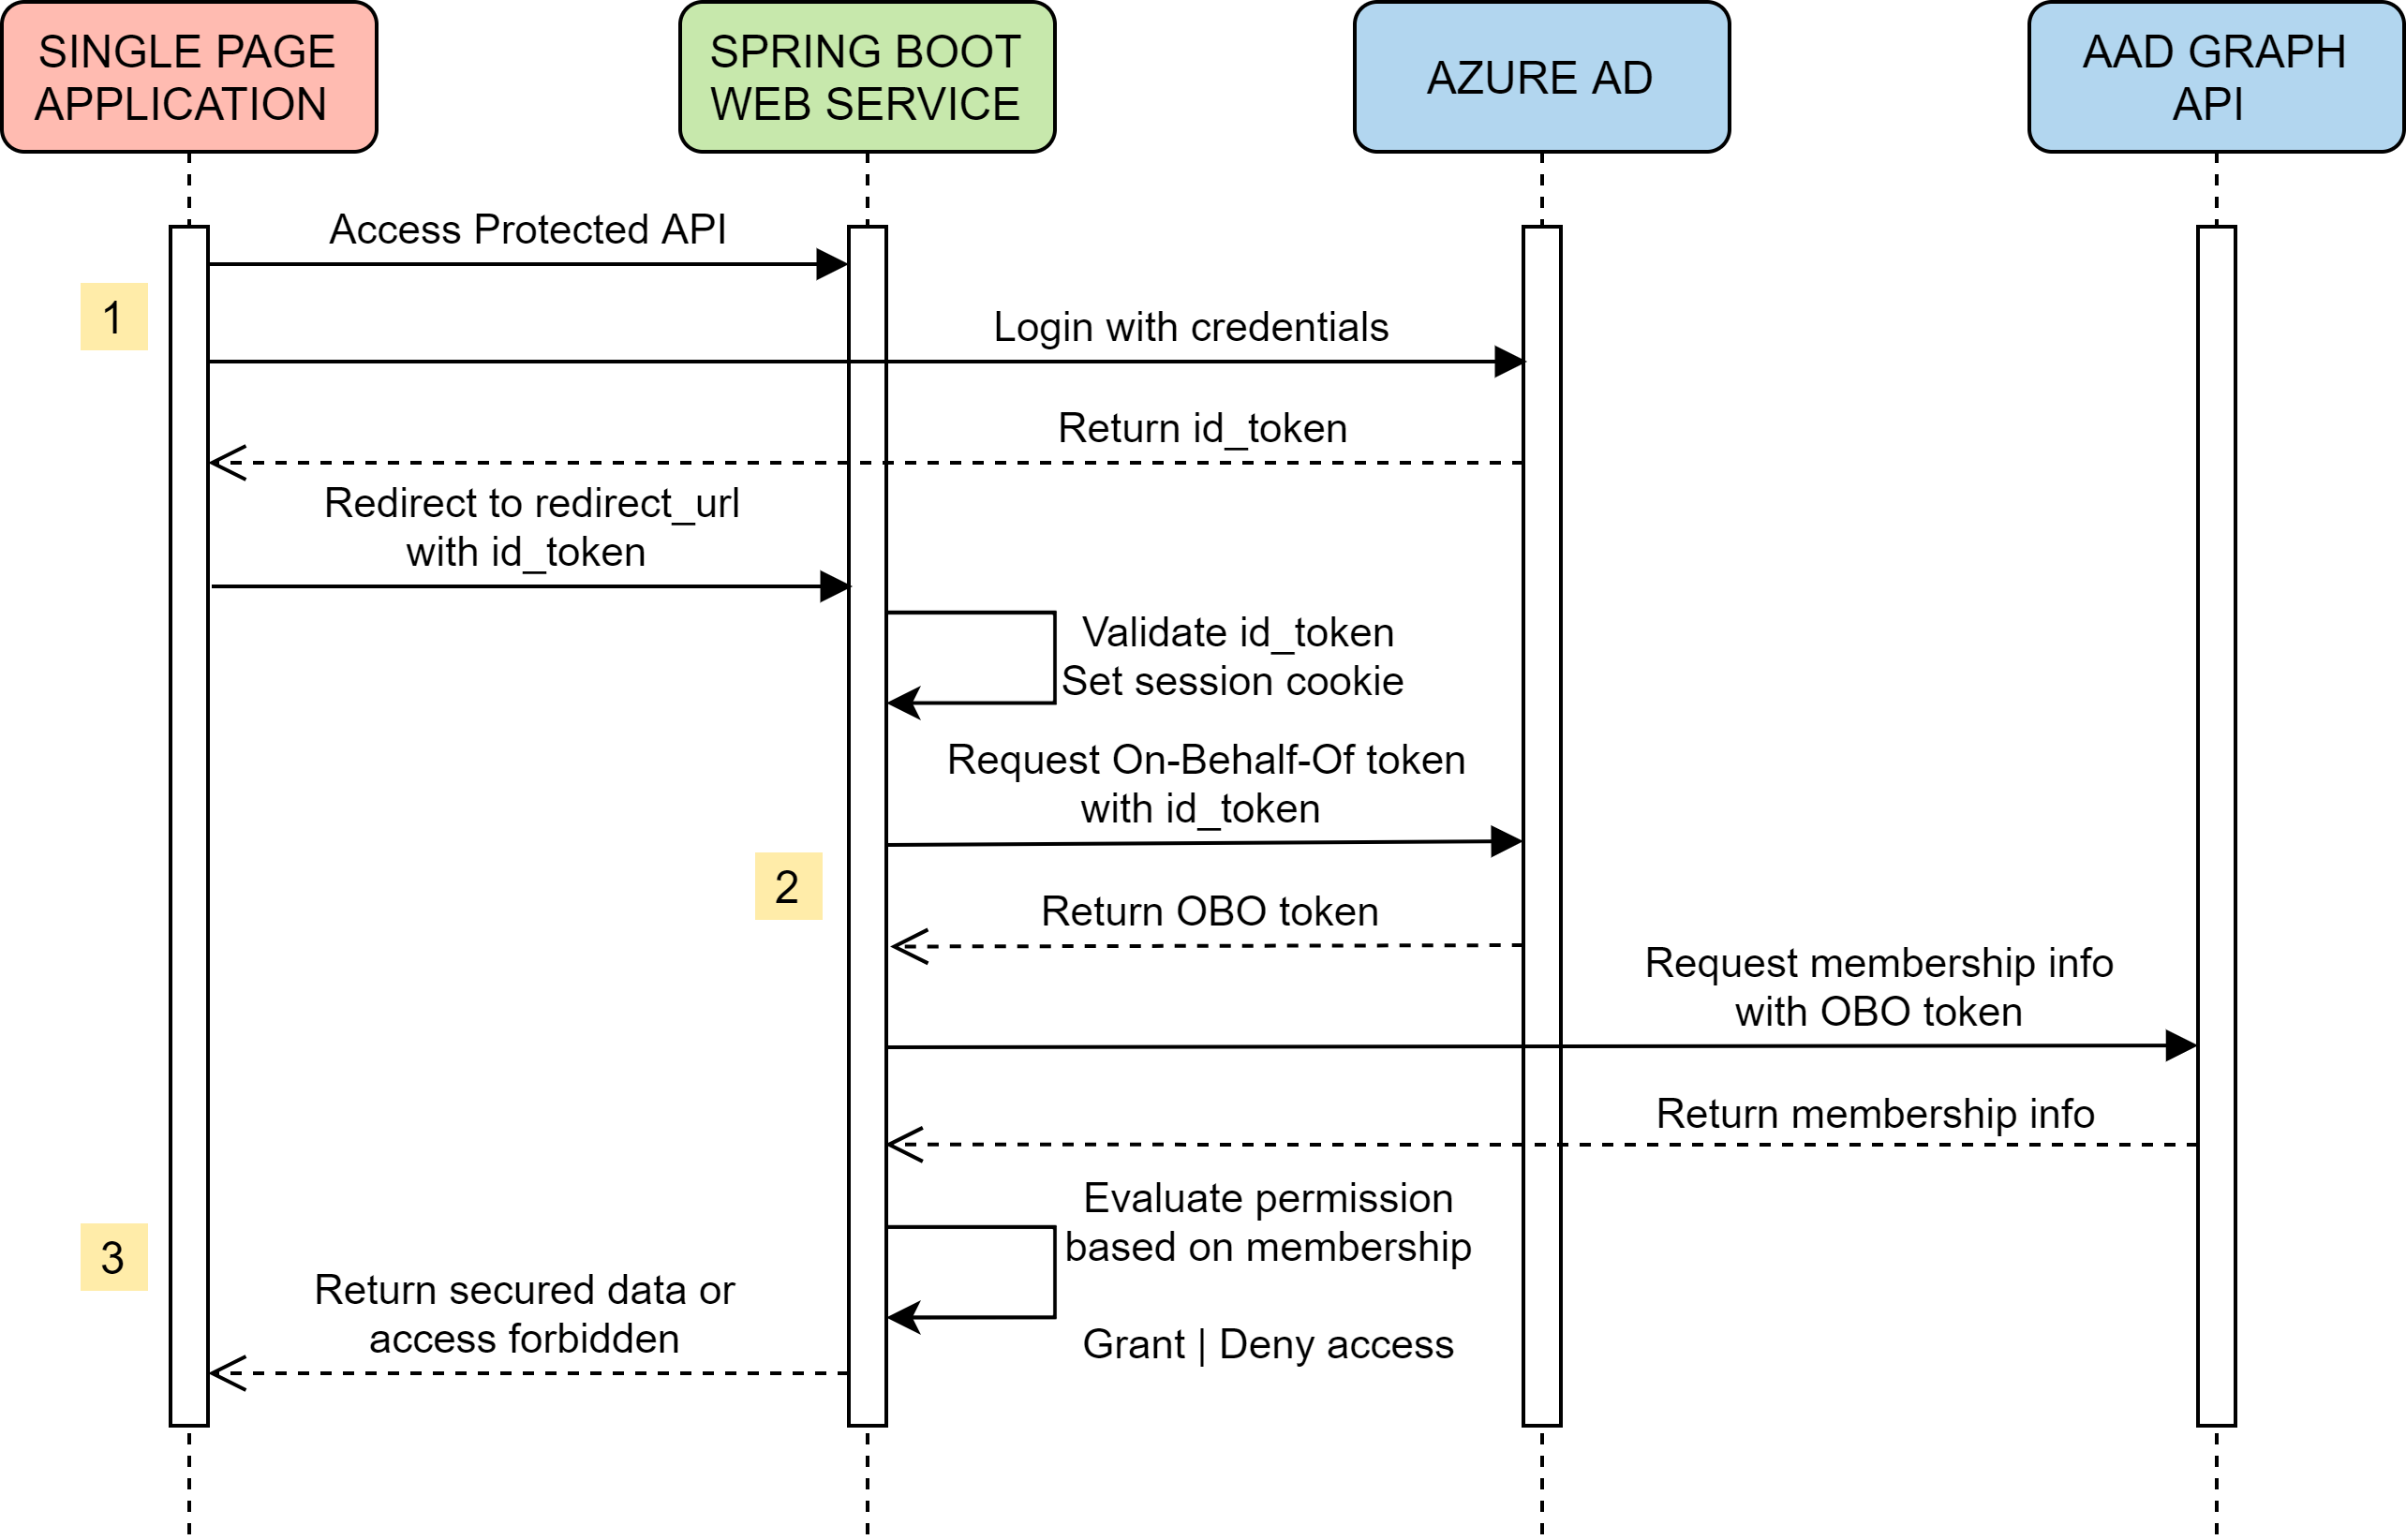 SINGLE PAGE
APPLICATION
SPRING BOOT
WEB SERVICE
AZURE AD
AAD GRAPH
API
Access Protected API
1
Login with credentials
Return id_token
Redirect to redirect_url
with id_token
Validate id_token
Set session cookie
Request On-Behalf-Of token
with id_token
2
Return OBO token
Request membership info
with OBO token
Return membership info
Evaluate permission
based on membership
3
Return secured data or
access forbidden
Grant | Deny access